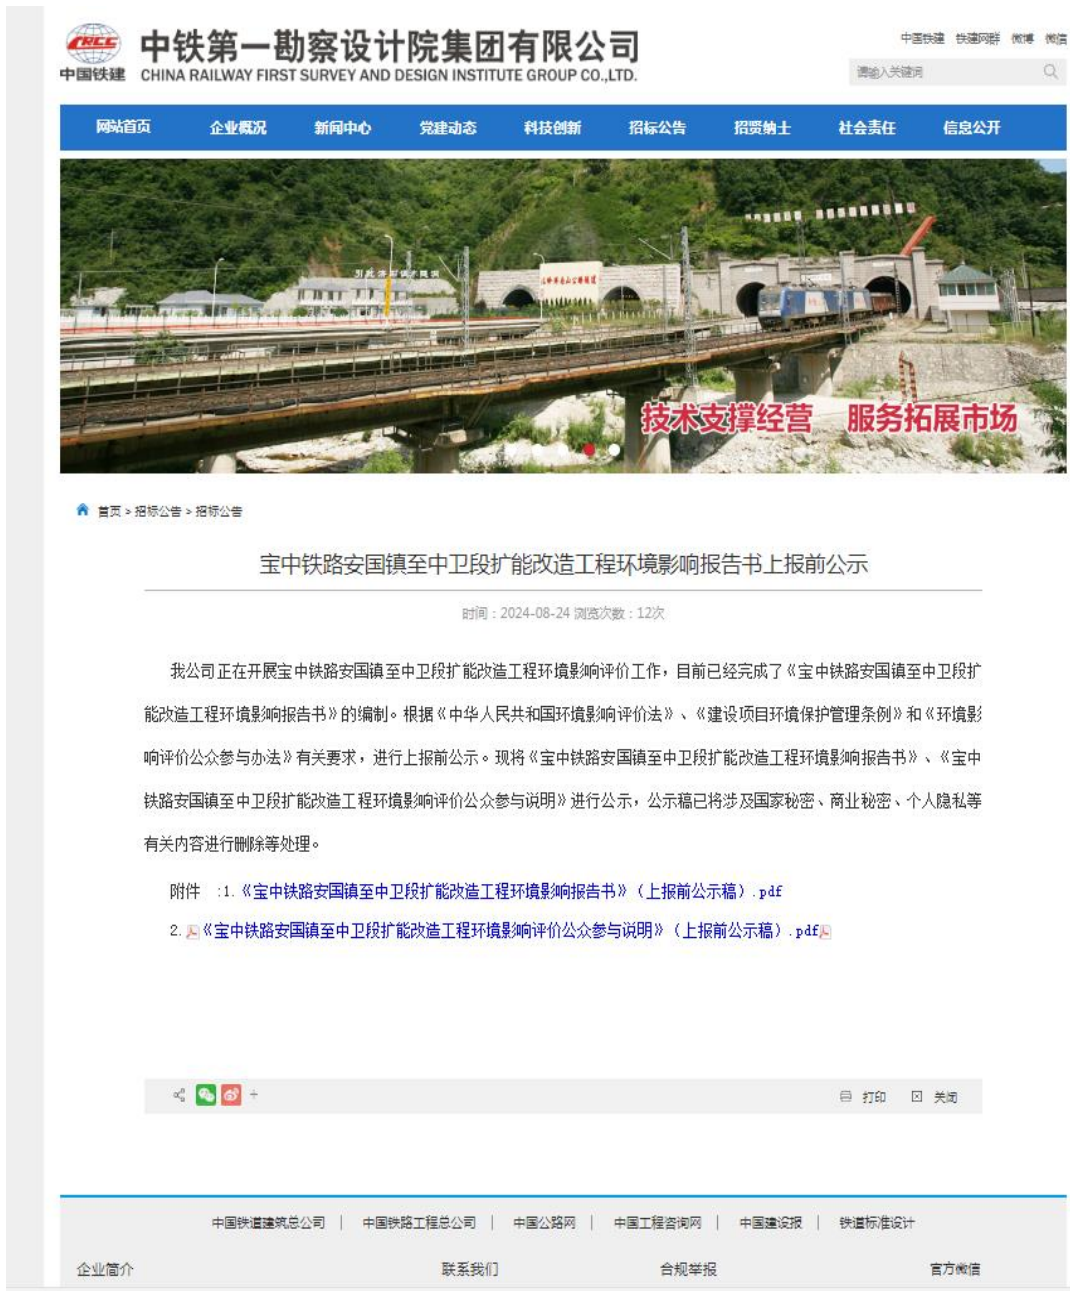 中铁第一勘察设计院集团有限公司
中国铁建 CHINA RAILWAY FIRST SURVEY AND DESIGN INSTITUTE GROUP CO.,LTD.
中国铁建 铁建网群 微博 微信
请输入关键词
网站首页 企业概况 新闻中心 党建动态 科技创新 招标公告 招贤纳士 社会责任 信息公开
技术支撑经营 服务拓展市场
首页 > 招标公告 > 招标公告
宝中铁路安国镇至中卫段扩能改造工程环境影响报告书上报前公示
时间：2024-08-24 浏览次数：12次
我公司正在开展宝中铁路安国镇至中卫段扩能改造工程环境影响评价工作，目前已经完成了《宝中铁路安国镇至中卫段扩
能改造工程环境影响报告书》的编制。根据《中华人民共和国环境影响评价法》、《建设项目环境保护管理条例》和《环境影
响评价公众参与办法》有关要求，进行上报前公示。现将《宝中铁路安国镇至中卫段扩能改造工程环境影响报告书》、《宝中
铁路安国镇至中卫段扩能改造工程环境影响评价公众参与说明》进行公示，公示稿已将涉及国家秘密、商业秘密、个人隐私等
有关内容进行删除等处理。
附件 :1.《宝中铁路安国镇至中卫段扩能改造工程环境影响报告书》（上报前公示稿）.pdf
2.《宝中铁路安国镇至中卫段扩能改造工程环境影响评价公众参与说明》（上报前公示稿）.pdf
打印 关闭
中国铁道建筑总公司 | 中国铁路工程总公司 | 中国公路网 | 中国工程咨询网 | 中国建设报 | 铁道标准设计
企业简介 联系我们 合规举报 官方微信